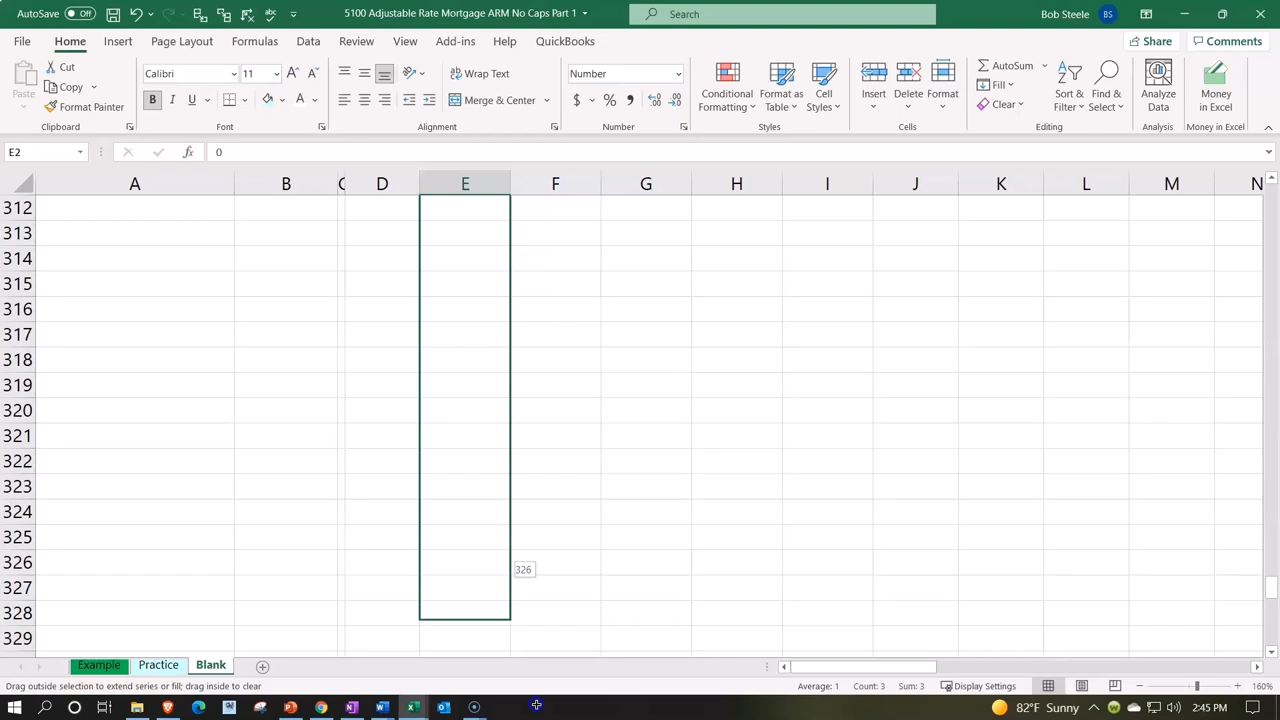 AutoSave Off 5100 Adjustable Rate Mortgage ARM No Caps Part 1 Search Bob Steele BS
File Home Insert Page Layout Formulas Data Review View Add-ins Help QuickBooks Share Comments
Paste Cut Copy Format Painter Clipboard
Calibri 11 B I U Font
Wrap Text Merge & Center Alignment
Number $ % , Number
Conditional Formatting Format as Table Cell Styles Styles
Insert Delete Format Cells
AutoSum Fill Clear Sort & Filter Find & Select Editing
Analyze Data Analysis
Money in Excel Money in Excel
E2 fx 0
A B C D E F G H I J K L M N
312
313
314
315
316
317
318
319
320
321
322
323
324
325
326 326
327
328
329
Example Practice Blank
Drag outside selection to extend series or fill; drag inside to clear Average: 1 Count: 3 Sum: 3 Display Settings 160%
82°F Sunny 2:45 PM